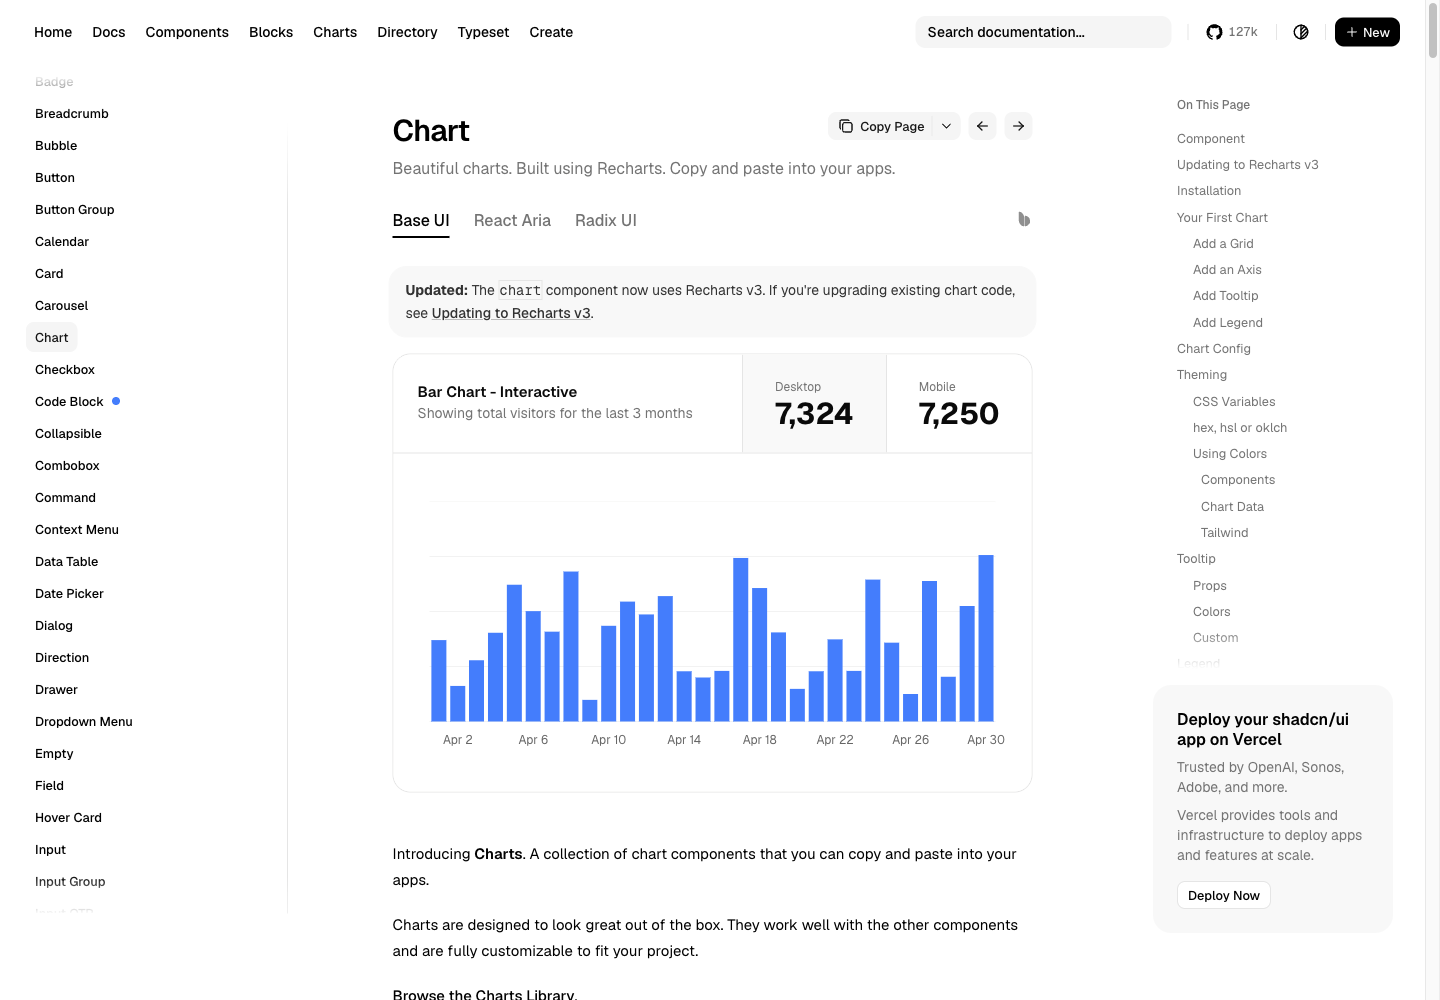 Home Docs Components Blocks Charts Directory Typeset Create
Search documentation...
127k
New
Badge
Breadcrumb
Bubble
Button
Button Group
Calendar
Card
Carousel
Chart
Checkbox
Code Block
Collapsible
Combobox
Command
Context Menu
Data Table
Date Picker
Dialog
Direction
Drawer
Dropdown Menu
Empty
Field
Hover Card
Input
Input Group
Input OTP
Chart
Copy Page
Beautiful charts. Built using Recharts. Copy and paste into your apps.
Base UI React Aria Radix UI
Updated: The chart component now uses Recharts v3. If you're upgrading existing chart code,
see Updating to Recharts v3.
Bar Chart - Interactive
Showing total visitors for the last 3 months
Desktop
7,324
Mobile
7,250
Apr 2 Apr 6 Apr 10 Apr 14 Apr 18 Apr 22 Apr 26 Apr 30
Introducing Charts. A collection of chart components that you can copy and paste into your
apps.
Charts are designed to look great out of the box. They work well with the other components
and are fully customizable to fit your project.
Browse the Charts Library.
On This Page
Component
Updating to Recharts v3
Installation
Your First Chart
Add a Grid
Add an Axis
Add Tooltip
Add Legend
Chart Config
Theming
CSS Variables
hex, hsl or oklch
Using Colors
Components
Chart Data
Tailwind
Tooltip
Props
Colors
Custom
Legend
Deploy your shadcn/ui
app on Vercel
Trusted by OpenAI, Sonos,
Adobe, and more.
Vercel provides tools and
infrastructure to deploy apps
and features at scale.
Deploy Now